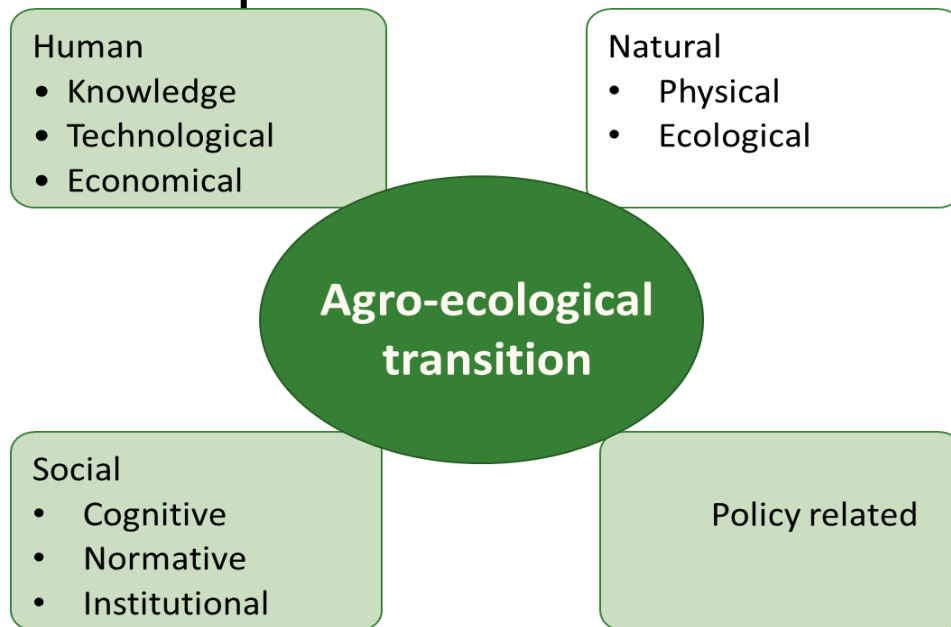 Human
• Knowledge
• Technological
• Economical
Natural
• Physical
• Ecological
Agro-ecological
transition
Social
• Cognitive
• Normative
• Institutional
Policy related